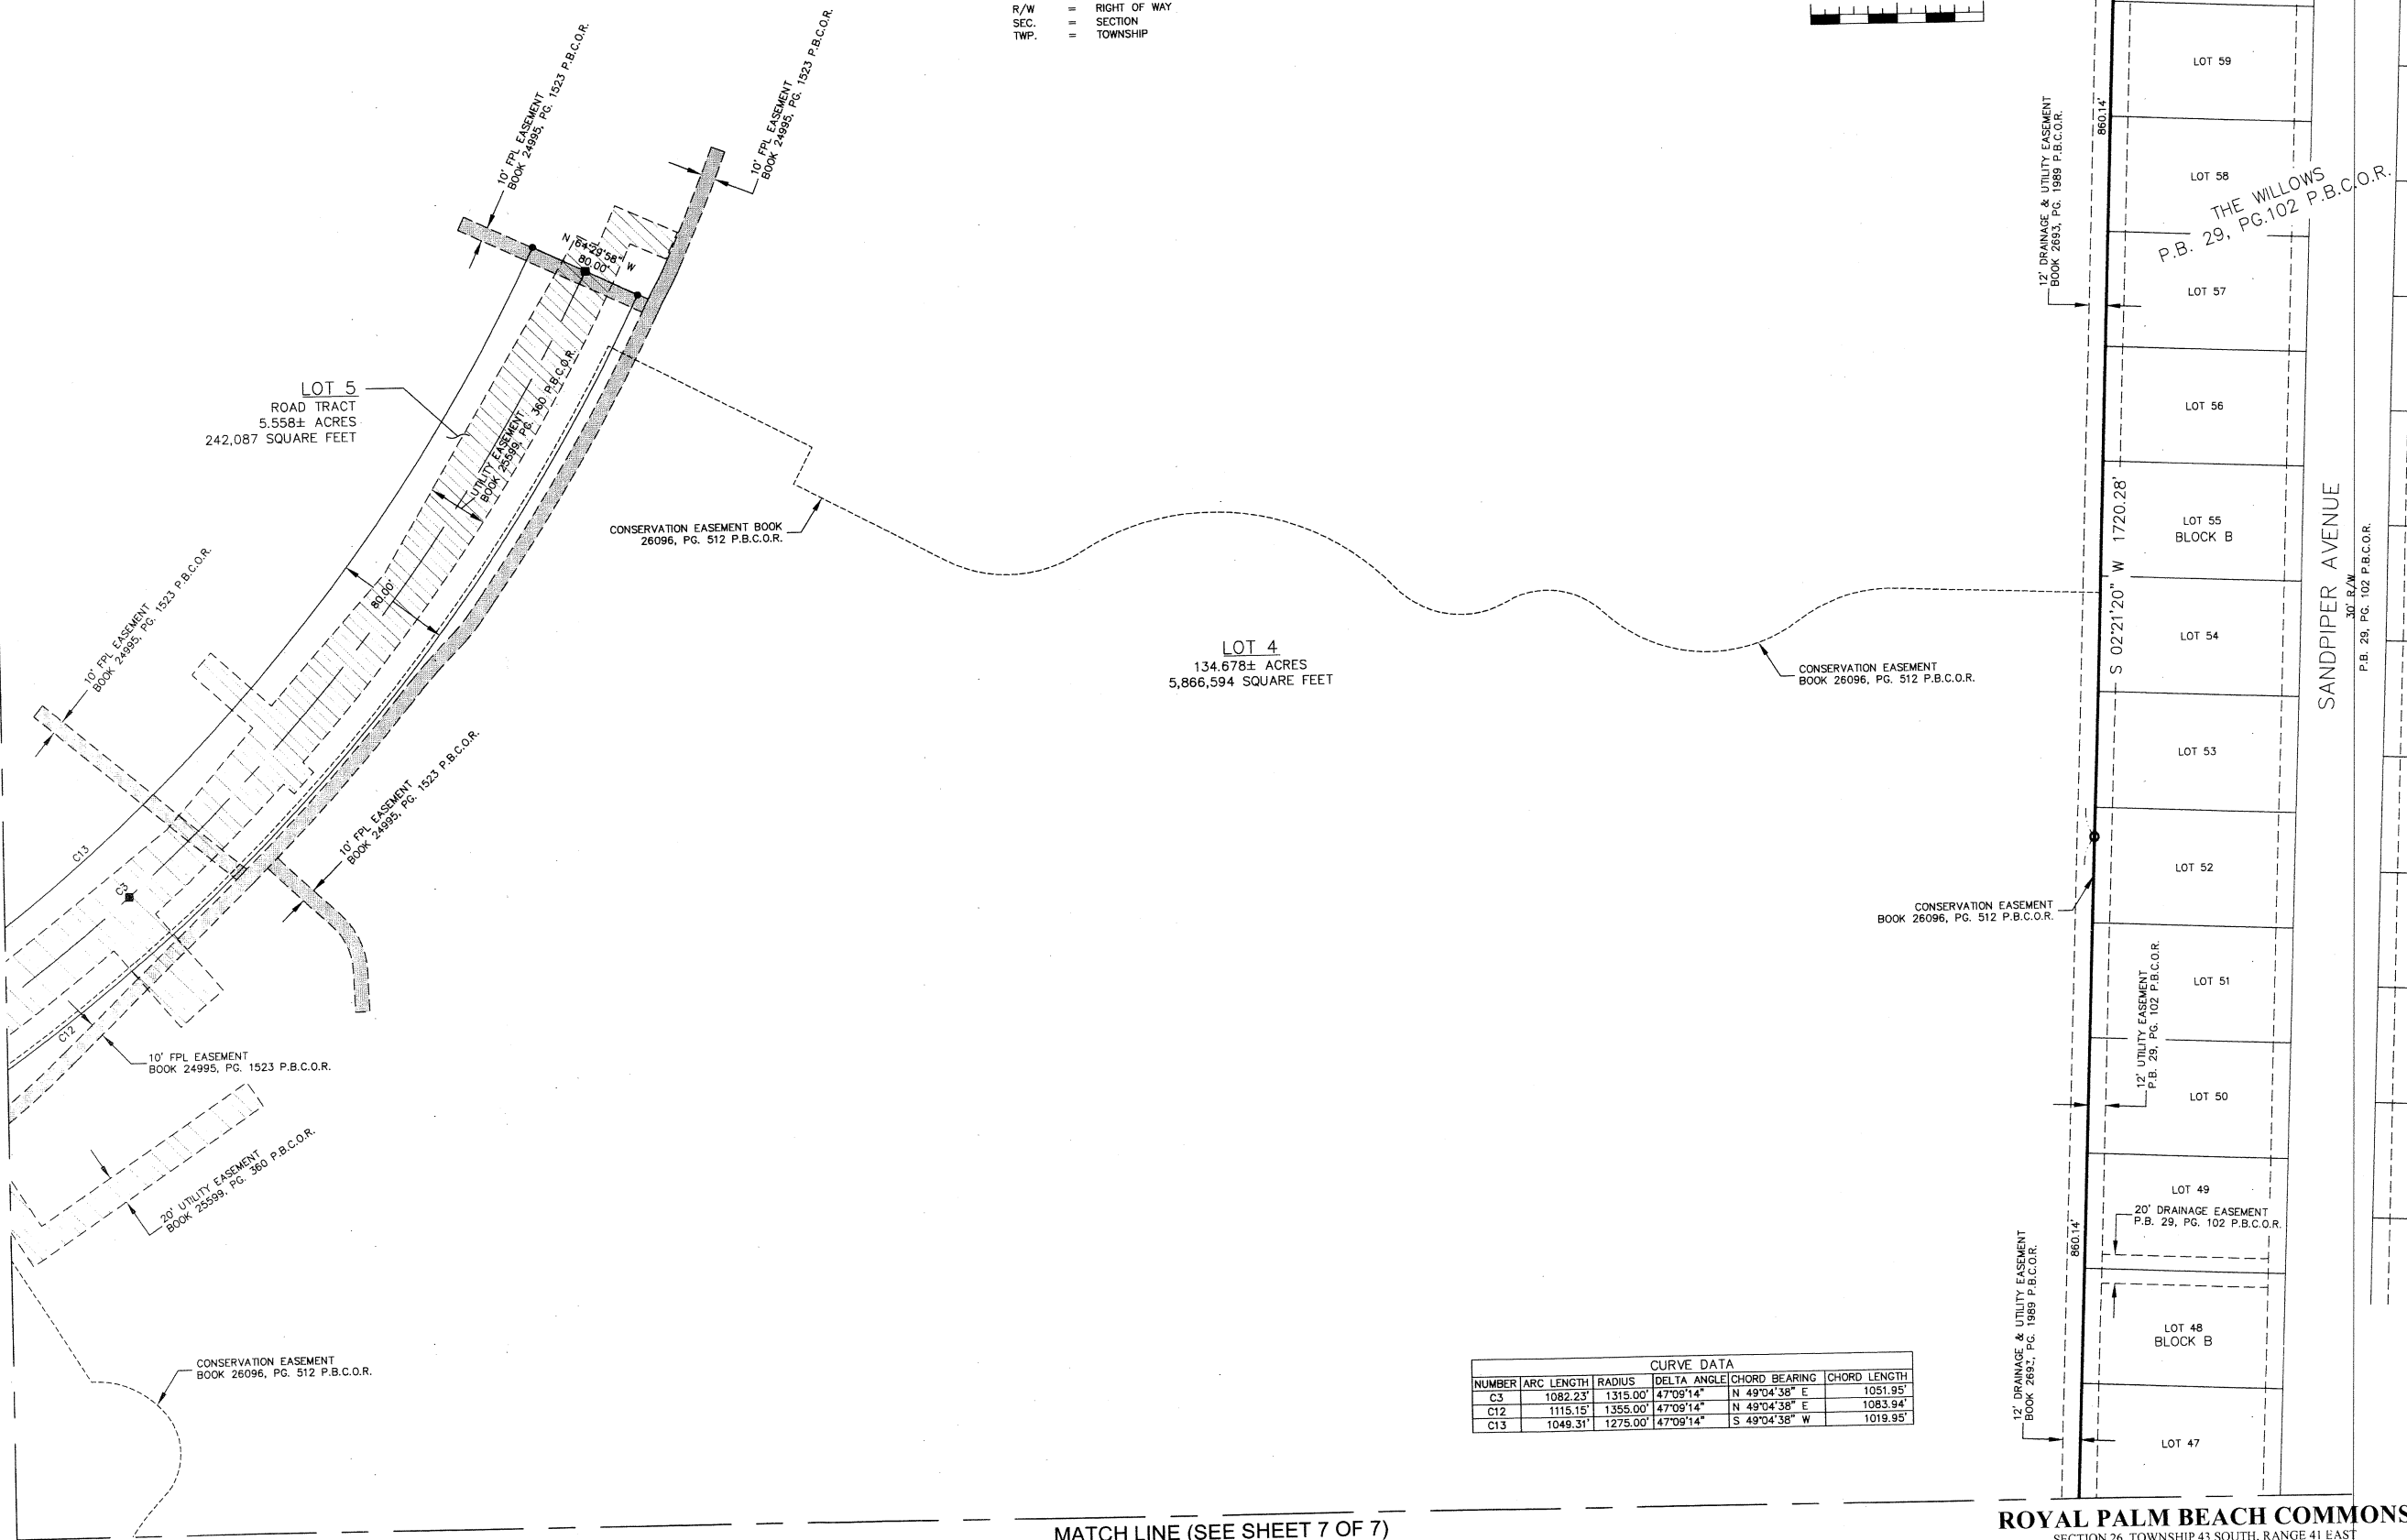 R/W = RIGHT OF WAY
SEC. = SECTION
TWP. = TOWNSHIP
10' FPL EASEMENT
BOOK 24995, PG. 1523 P.B.C.O.R.
10' FPL EASEMENT
BOOK 24995, PG. 1523 P.B.C.O.R.
N 64°29'58" W
80.00'
LOT 5
ROAD TRACT
5.558± ACRES
242,087 SQUARE FEET
UTILITY EASEMENT
BOOK 25599, PG. 360 P.B.C.O.R.
80.00'
CONSERVATION EASEMENT BOOK
26096, PG. 512 P.B.C.O.R.
10' FPL EASEMENT
BOOK 24995, PG. 1523 P.B.C.O.R.
10' FPL EASEMENT
BOOK 24995, PG. 1523 P.B.C.O.R.
C13
C3
C12
10' FPL EASEMENT
BOOK 24995, PG. 1523 P.B.C.O.R.
20' UTILITY EASEMENT
BOOK 25599, PG. 360 P.B.C.O.R.
CONSERVATION EASEMENT
BOOK 26096, PG. 512 P.B.C.O.R.
LOT 4
134.678± ACRES
5,866,594 SQUARE FEET
CONSERVATION EASEMENT
BOOK 26096, PG. 512 P.B.C.O.R.
CONSERVATION EASEMENT
BOOK 26096, PG. 512 P.B.C.O.R.
12' DRAINAGE & UTILITY EASEMENT
BOOK 2693, PG. 1989 P.B.C.O.R.
860.14'
S 02°21'20" W 1720.28'
LOT 59
LOT 58
THE WILLOWS
P.B. 29, PG.102 P.B.C.O.R.
LOT 57
LOT 56
LOT 55
BLOCK B
LOT 54
LOT 53
LOT 52
LOT 51
12' UTILITY EASEMENT
P.B. 29, PG. 102 P.B.C.O.R.
LOT 50
LOT 49
20' DRAINAGE EASEMENT
P.B. 29, PG. 102 P.B.C.O.R.
LOT 48
BLOCK B
LOT 47
SANDPIPER AVENUE
30' R/W
P.B. 29, PG. 102 P.B.C.O.R.
860.14'
12' DRAINAGE & UTILITY EASEMENT
BOOK 2693, PG. 1989 P.B.C.O.R.
CURVE DATA
NUMBER ARC LENGTH RADIUS DELTA ANGLE CHORD BEARING CHORD LENGTH
C3 1082.23' 1315.00' 47°09'14" N 49°04'38" E 1051.95'
C12 1115.15' 1355.00' 47°09'14" N 49°04'38" E 1083.94'
C13 1049.31' 1275.00' 47°09'14" S 49°04'38" W 1019.95'
MATCH LINE (SEE SHEET 7 OF 7)
ROYAL PALM BEACH COMMONS
SECTION 26, TOWNSHIP 43 SOUTH, RANGE 41 EAST